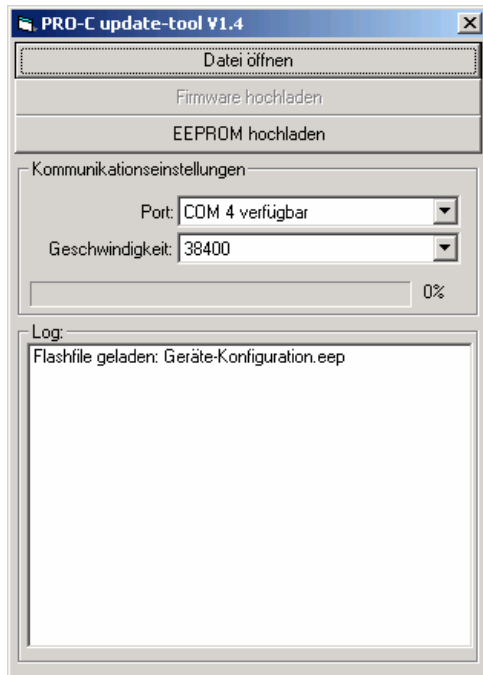 PRO-C update-tool V1.4
Datei öffnen
Firmware hochladen
EEPROM hochladen
Kommunikationseinstellungen
Port: COM 4 verfügbar
Geschwindigkeit: 38400
0%
Log:
Flashfile geladen: Geräte-Konfiguration.eep